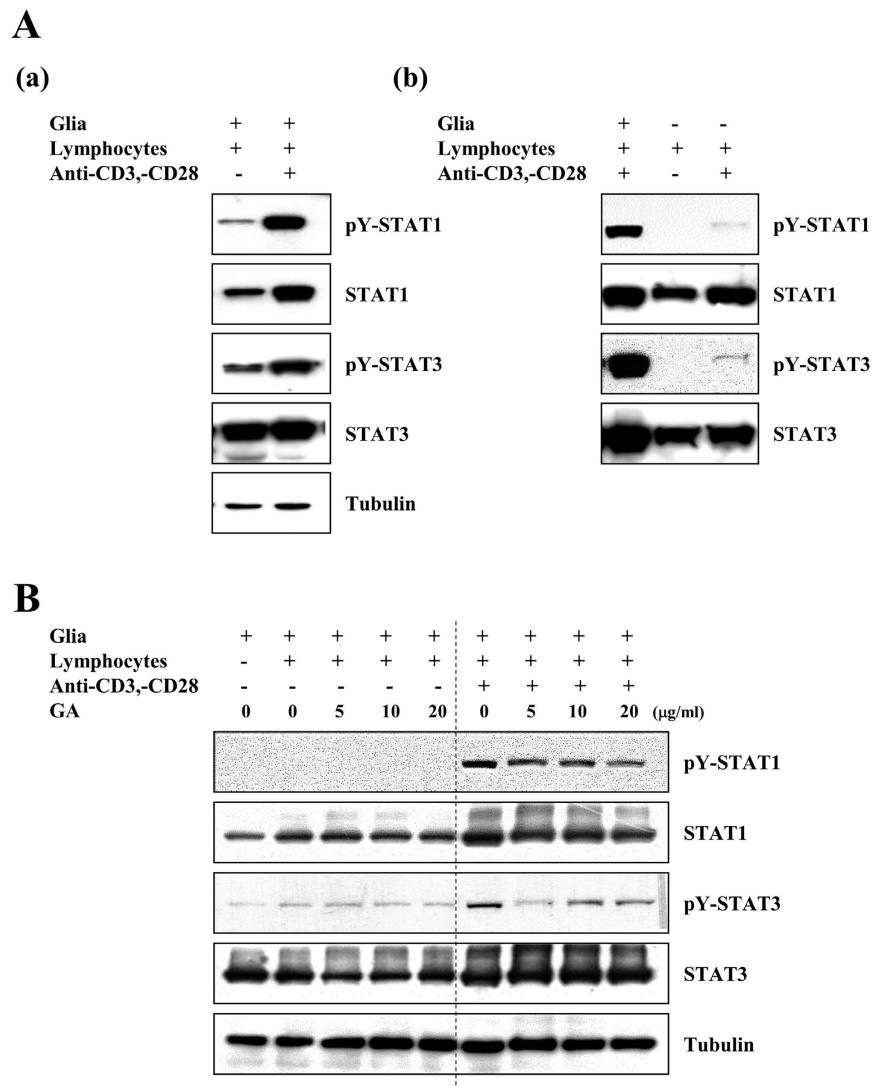 A
(a)
(b)
Glia + +
Lymphocytes + +
Anti-CD3,-CD28 - +
pY-STAT1
STAT1
pY-STAT3
STAT3
Tubulin
Glia + - -
Lymphocytes + + +
Anti-CD3,-CD28 + - +
pY-STAT1
STAT1
pY-STAT3
STAT3
B
Glia + + + + + + + + +
Lymphocytes - + + + + + + + +
Anti-CD3,-CD28 - - - - - + + + +
GA 0 0 5 10 20 0 5 10 20 (µg/ml)
pY-STAT1
STAT1
pY-STAT3
STAT3
Tubulin